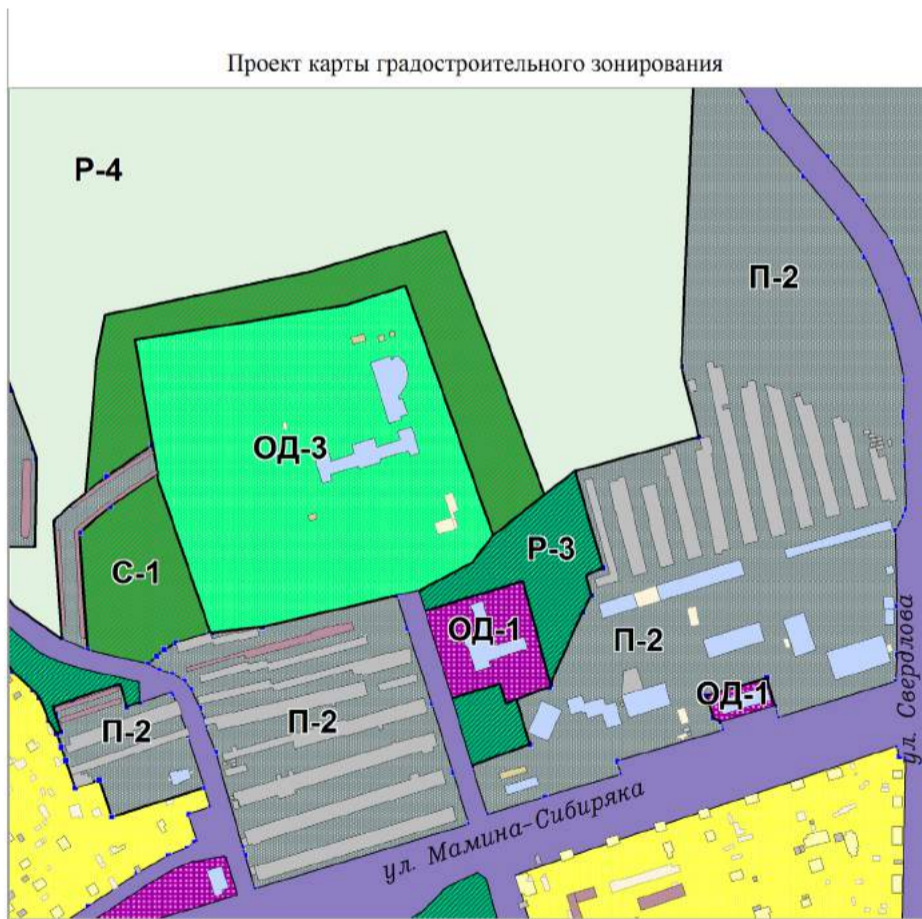 Проект карты градостроительного зонирования
Р-4
П-2
ОД-3
Р-3
С-1
ОД-1
П-2
ОД-1
П-2
П-2
ул. Свердлова
ул. Мамина-Сибиряка